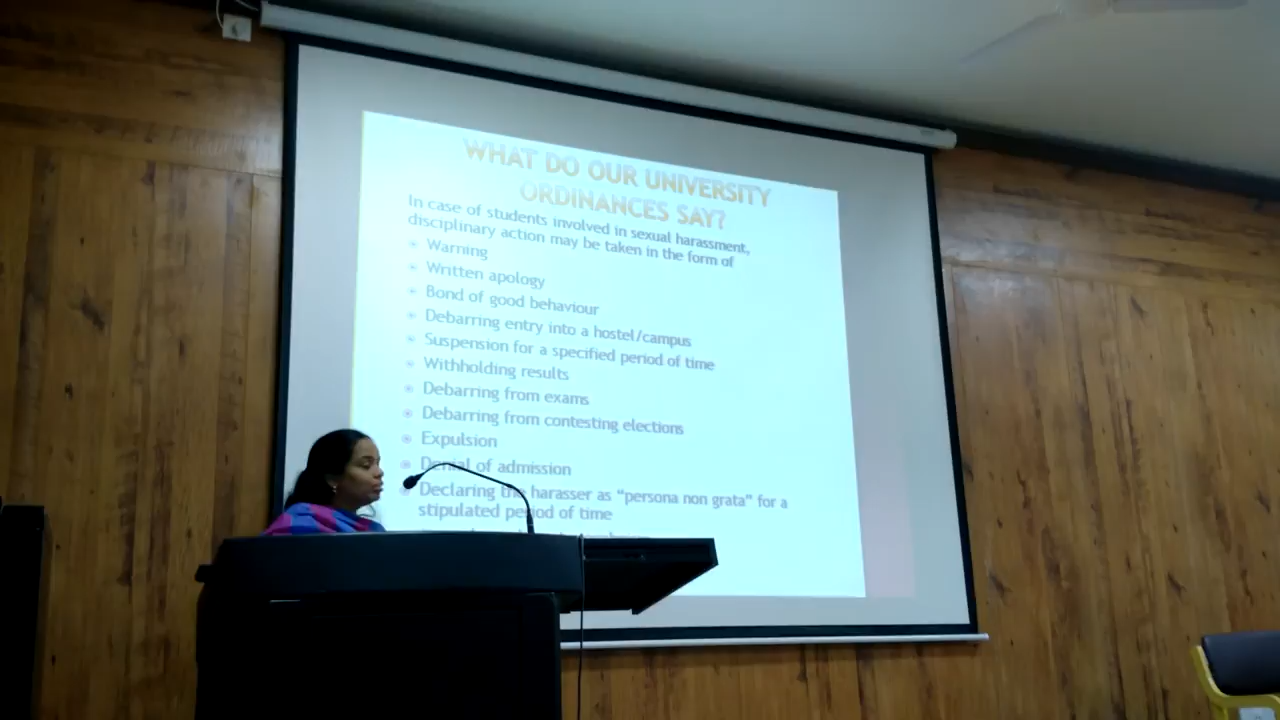 WHAT DO OUR UNIVERSITY
ORDINANCES SAY?
In case of students involved in sexual harassment,
disciplinary action may be taken in the form of
Warning
Written apology
Bond of good behaviour
Debarring entry into a hostel/campus
Suspension for a specified period of time
Withholding results
Debarring from exams
Debarring from contesting elections
Expulsion
Denial of admission
Declaring the harasser as “persona non grata” for a
stipulated period of time